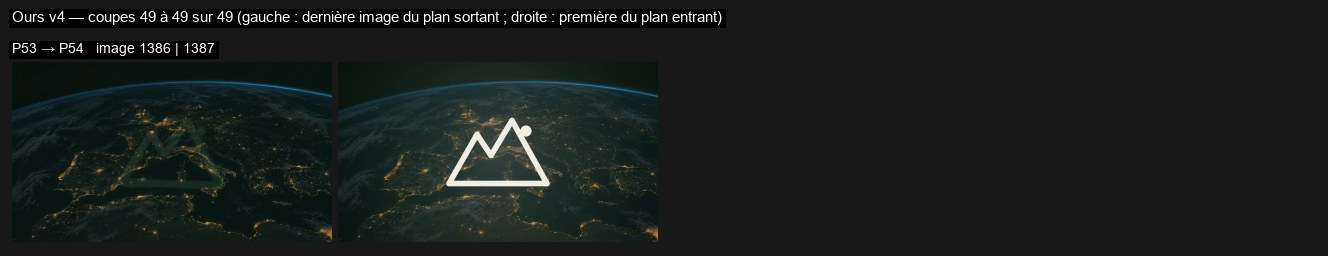 Ours v4 — coupes 49 à 49 sur 49 (gauche : dernière image du plan sortant ; droite : première du plan entrant)
P53 → P54 image 1386 | 1387